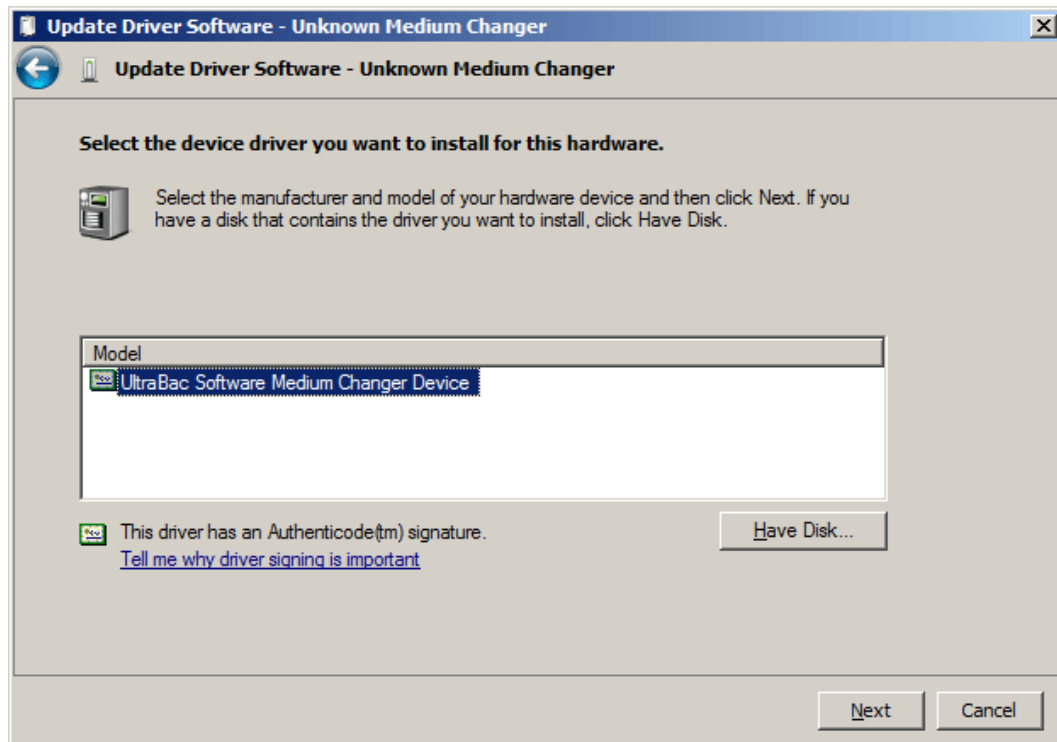 Update Driver Software - Unknown Medium Changer
Update Driver Software - Unknown Medium Changer
Select the device driver you want to install for this hardware.
Select the manufacturer and model of your hardware device and then click Next. If you
have a disk that contains the driver you want to install, click Have Disk.
Model
UltraBac Software Medium Changer Device
This driver has an Authenticode(tm) signature.
Have Disk...
Tell me why driver signing is important
Next
Cancel